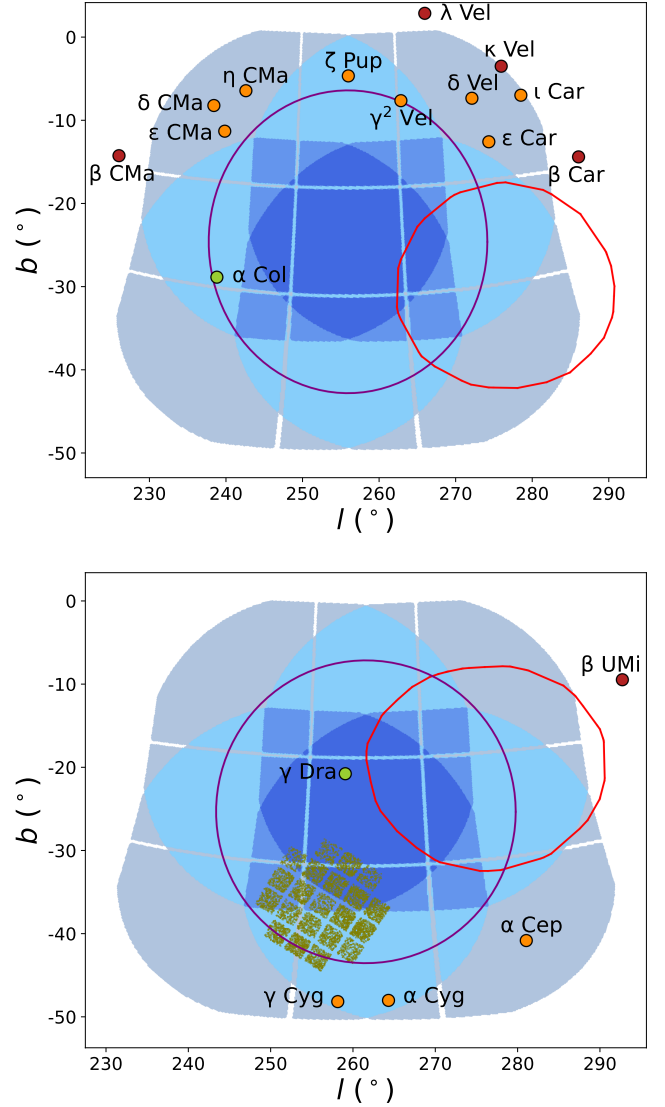 λ Vel
κ Vel
ζ Pup
η CMa
δ Vel
ι Car
δ CMa
γ² Vel
ε CMa
ε Car
β CMa
β Car
α Col
0
-10
-20
-30
-40
-50
b (°)
230 240 250 260 270 280 290
l (°)
β UMi
γ Dra
α Cep
γ Cyg
α Cyg
0
-10
-20
-30
-40
-50
b (°)
230 240 250 260 270 280 290
l (°)